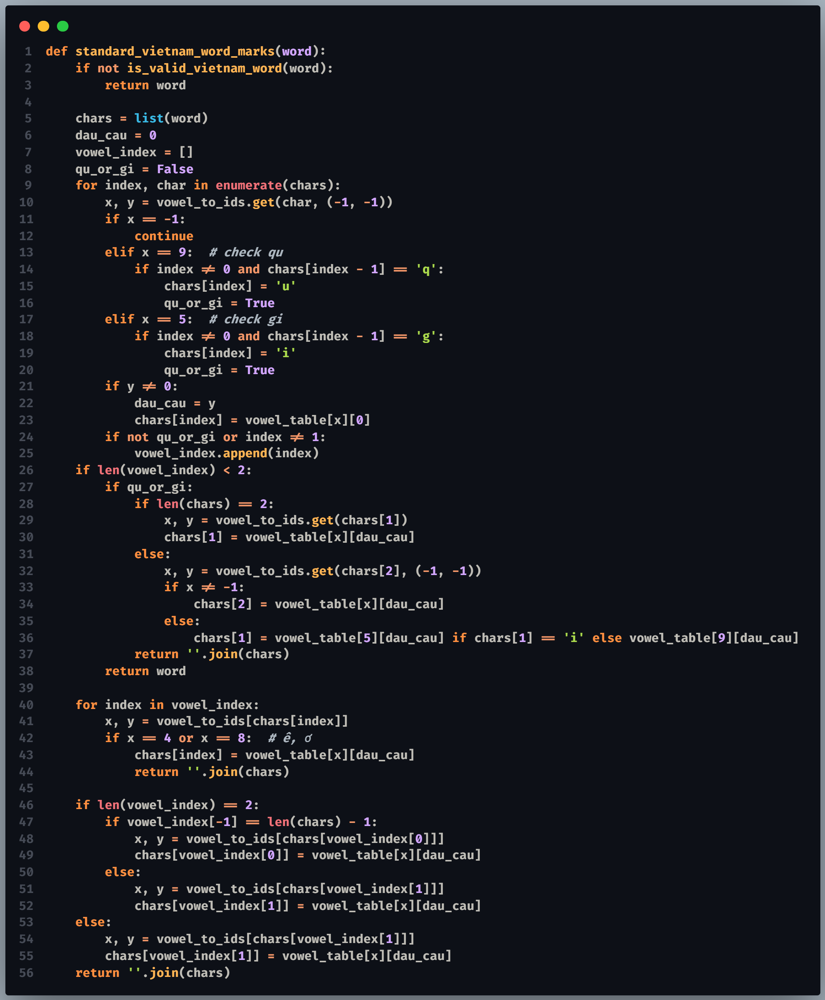 1 def standard_vietnam_word_marks(word):
2     if not is_valid_vietnam_word(word):
3         return word
4
5     chars = list(word)
6     dau_cau = 0
7     vowel_index = []
8     qu_or_gi = False
9     for index, char in enumerate(chars):
10         x, y = vowel_to_ids.get(char, (-1, -1))
11         if x == -1:
12             continue
13         elif x == 9:  # check qu
14             if index != 0 and chars[index - 1] == 'q':
15                 chars[index] = 'u'
16                 qu_or_gi = True
17         elif x == 5:  # check gi
18             if index != 0 and chars[index - 1] == 'g':
19                 chars[index] = 'i'
20                 qu_or_gi = True
21         if y != 0:
22             dau_cau = y
23             chars[index] = vowel_table[x][0]
24         if not qu_or_gi or index != 1:
25             vowel_index.append(index)
26     if len(vowel_index) < 2:
27         if qu_or_gi:
28             if len(chars) == 2:
29                 x, y = vowel_to_ids.get(chars[1])
30                 chars[1] = vowel_table[x][dau_cau]
31             else:
32                 x, y = vowel_to_ids.get(chars[2], (-1, -1))
33                 if x != -1:
34                     chars[2] = vowel_table[x][dau_cau]
35                 else:
36                     chars[1] = vowel_table[5][dau_cau] if chars[1] == 'i' else vowel_table[9][dau_cau]
37             return ''.join(chars)
38         return word
39
40     for index in vowel_index:
41         x, y = vowel_to_ids[chars[index]]
42         if x == 4 or x == 8:  # ê, ơ
43             chars[index] = vowel_table[x][dau_cau]
44             return ''.join(chars)
45
46     if len(vowel_index) == 2:
47         if vowel_index[-1] == len(chars) - 1:
48             x, y = vowel_to_ids[chars[vowel_index[0]]]
49             chars[vowel_index[0]] = vowel_table[x][dau_cau]
50         else:
51             x, y = vowel_to_ids[chars[vowel_index[1]]]
52             chars[vowel_index[1]] = vowel_table[x][dau_cau]
53     else:
54         x, y = vowel_to_ids[chars[vowel_index[1]]]
55         chars[vowel_index[1]] = vowel_table[x][dau_cau]
56     return ''.join(chars)